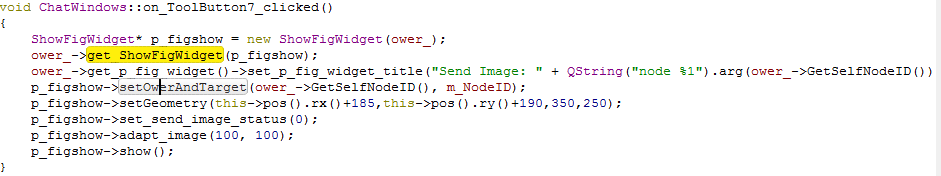 void ChatWindows::on_ToolButton7_clicked()
{
    ShowFigWidget* p_figshow = new ShowFigWidget(ower_);
    ower_->get_ShowFigWidget(p_figshow);
    ower_->get_p_fig_widget()->set_p_fig_widget_title("Send Image: " + QString("node %1").arg(ower_->GetSelfNodeID())
    p_figshow->setOwerAndTarget(ower_->GetSelfNodeID(), m_NodeID);
    p_figshow->setGeometry(this->pos().rx()+185,this->pos().ry()+190,350,250);
    p_figshow->set_send_image_status(0);
    p_figshow->adapt_image(100, 100);
    p_figshow->show();
}